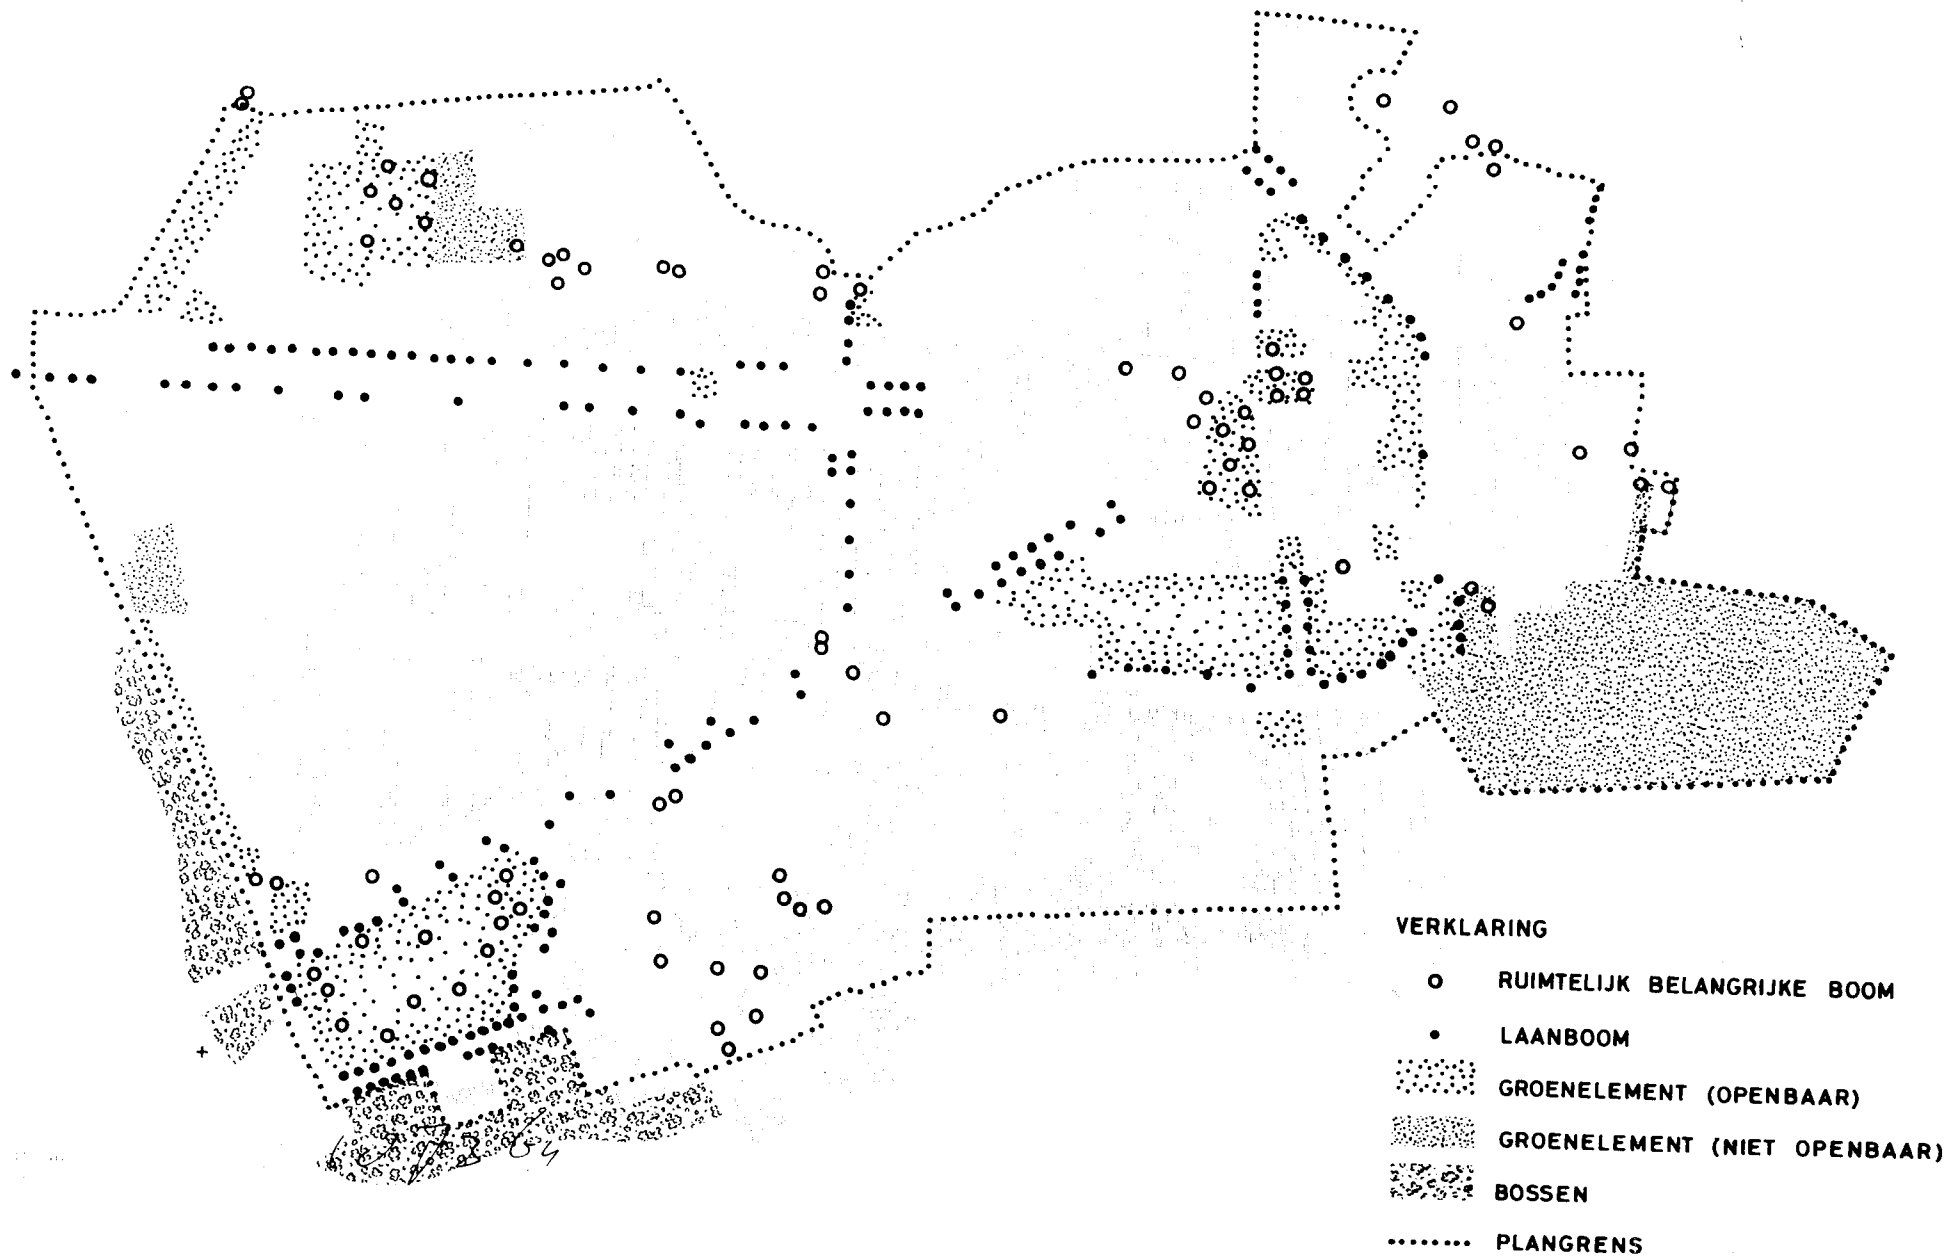 VERKLARING
RUIMTELIJK BELANGRIJKE BOOM
LAANBOOM
GROENELEMENT (OPENBAAR)
GROENELEMENT (NIET OPENBAAR)
BOSSEN
PLANGRENS